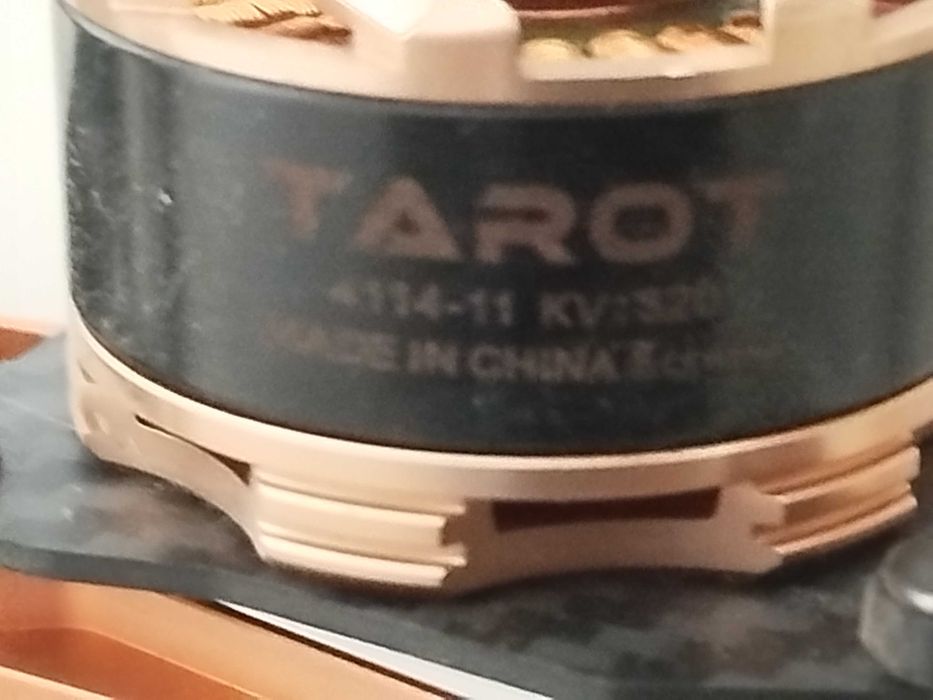 TAROT
4114-11 KV:320
MADE IN CHINA